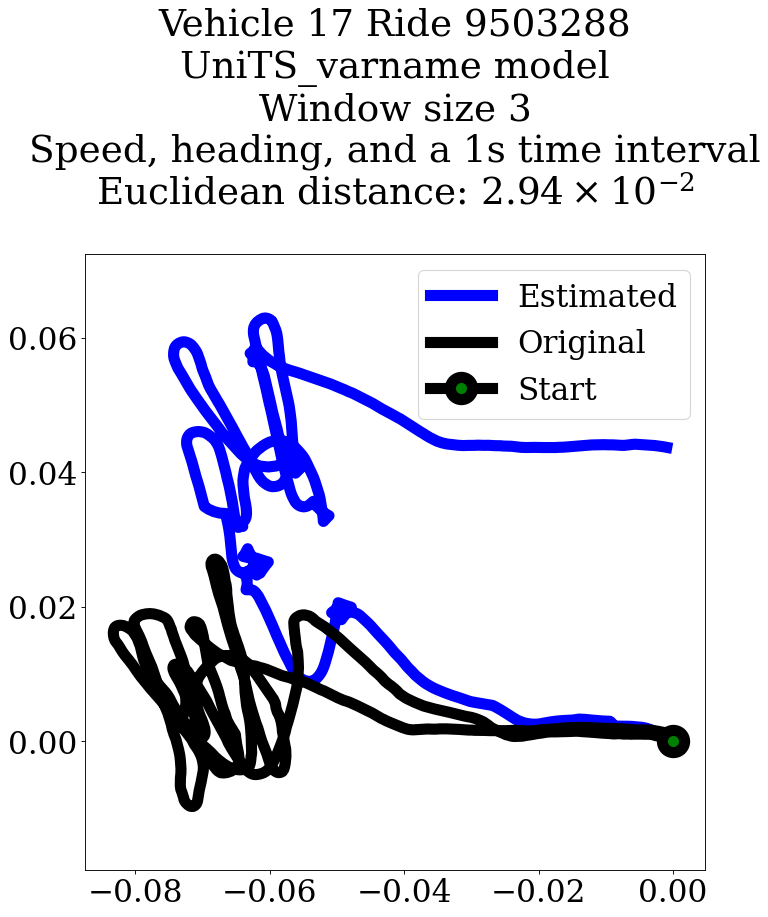 Vehicle 17 Ride 9503288
UniTS_varname model
Window size 3
Speed, heading, and a 1s time interval
Euclidean distance: 2.94 × 10⁻²
Estimated
Original
Start
0.06
0.04
0.02
0.00
−0.08 −0.06 −0.04 −0.02 0.00